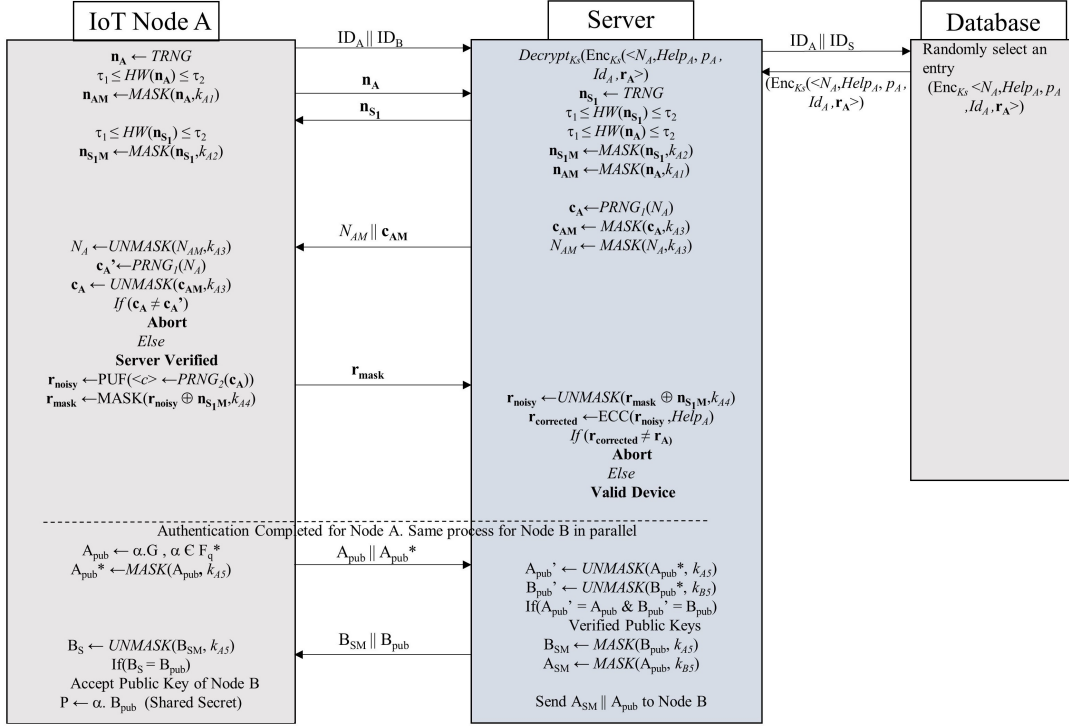 IoT Node A
Server
Database
n_A ← TRNG
τ₁ ≤ HW(n_A) ≤ τ₂
n_AM ← MASK(n_A,k_A1)
τ₁ ≤ HW(n_S₁) ≤ τ₂
n_S₁M ← MASK(n_S₁,k_A2)
ID_A || ID_B
n_A
n_S₁
Decrypt_Ks(Enc_Ks(<N_A,Help_A, p_A ,
Id_A ,r_A>)
n_S₁ ← TRNG
τ₁ ≤ HW(n_S₁) ≤ τ₂
τ₁ ≤ HW(n_A) ≤ τ₂
n_S₁M ← MASK(n_S₁,k_A2)
n_AM ← MASK(n_A,k_A1)
ID_A || ID_S
(Enc_Ks(<N_A,Help_A, p_A ,
Id_A ,r_A>)
Randomly select an
entry
(Enc_Ks <N_A,Help_A, p_A
,Id_A ,r_A>)
c_A ← PRNG₁(N_A)
c_AM ← MASK(c_A,k_A3)
N_AM ← MASK(N_A,k_A3)
N_AM || c_AM
N_A ← UNMASK(N_AM,k_A3)
c_A' ← PRNG₁(N_A)
c_A ← UNMASK(c_AM,k_A3)
If (c_A ≠ c_A')
Abort
Else
Server Verified
r_noisy ← PUF(<c> ← PRNG₂(c_A))
r_mask ← MASK(r_noisy ⊕ n_S₁M,k_A4)
r_mask
r_noisy ← UNMASK(r_mask ⊕ n_S₁M,k_A4)
r_corrected ← ECC(r_noisy ,Help_A)
If (r_corrected ≠ r_A)
Abort
Else
Valid Device
Authentication Completed for Node A. Same process for Node B in parallel
A_pub ← α.G , α Є F_q*
A_pub* ← MASK(A_pub, k_A5)
A_pub || A_pub*
A_pub' ← UNMASK(A_pub*, k_A5)
B_pub' ← UNMASK(B_pub*, k_B5)
If(A_pub' = A_pub & B_pub' = B_pub)
Verified Public Keys
B_SM ← MASK(B_pub, k_A5)
A_SM ← MASK(A_pub, k_B5)
Send A_SM || A_pub to Node B
B_SM || B_pub
B_S ← UNMASK(B_SM, k_A5)
If(B_S = B_pub)
Accept Public Key of Node B
P ← α. B_pub (Shared Secret)